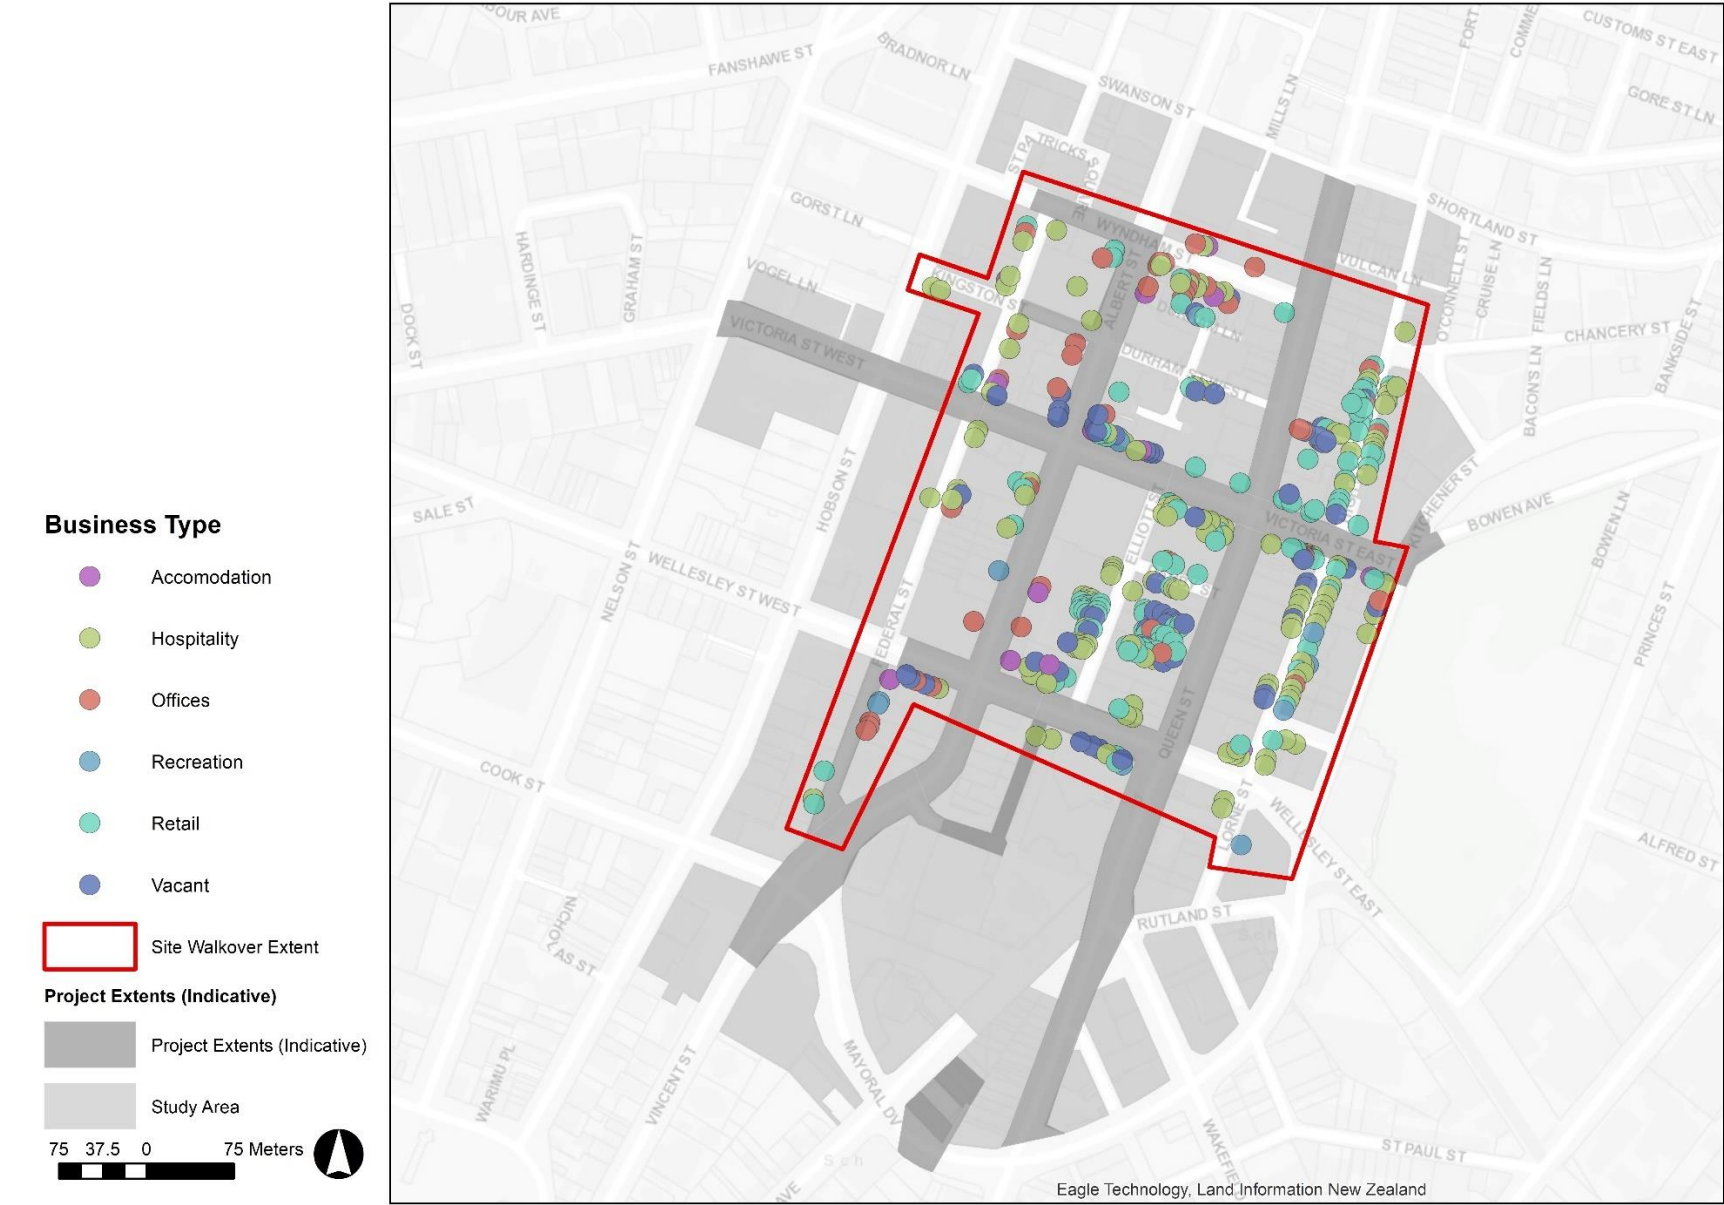 Business Type
Accomodation
Hospitality
Offices
Recreation
Retail
Vacant
Site Walkover Extent
Project Extents (Indicative)
Project Extents (Indicative)
Study Area
75 37.5 0 75 Meters
FANSHAWE ST
BRADNOR LN
SWANSON ST
MILLS LN
CUSTOMS ST EAST
GORE ST LN
TRICKS
GORST LN
WYNDHAM ST
SHORTLAND ST
VULCAN LN
O'CONNELL ST
CRUISE LN
FIELDS LN
HARDINGE ST
GRAHAM ST
VOGEL LN
KINGSTON ST
ALBERT ST
CHANCERY ST
BANKSIDE ST
DOCK ST
VICTORIA ST WEST
DURHAM ST WEST
BACON'S LN
HOBSON ST
SALE ST
ELLIOTT ST
VICTORIA ST EAST
KITCHENER ST
BOWEN AVE
BOWEN LN
NELSON ST
WELLESLEY ST WEST
FEDERAL ST
PRINCES ST
QUEEN ST
COOK ST
LORNE ST
WELLESLEY ST EAST
ALFRED ST
RUTLAND ST
WARIMU PL
VINCENT ST
MAYORAL DV
ST PAUL ST
Sch
AVE
Eagle Technology, Land Information New Zealand